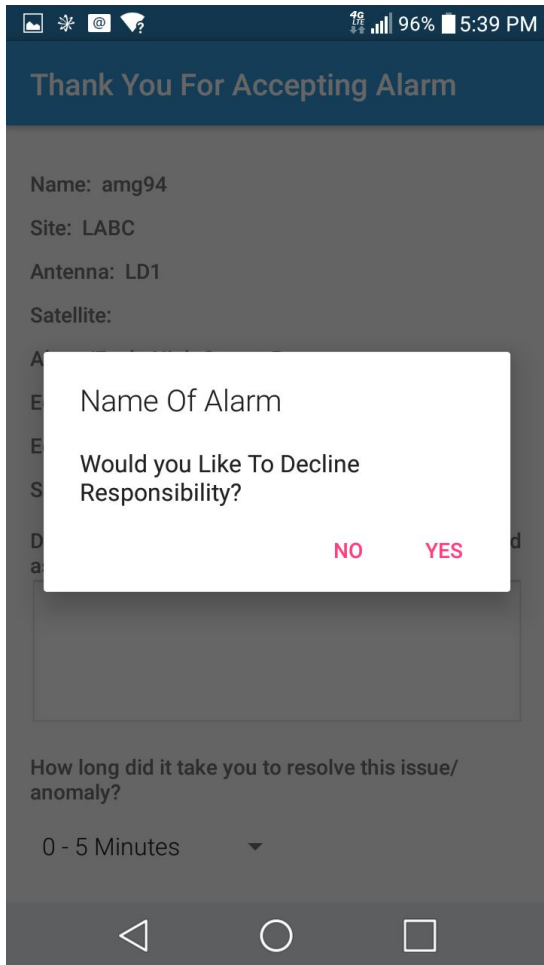 4G
LTE
96% 5:39 PM
Thank You For Accepting Alarm
Name: amg94
Site: LABC
Antenna: LD1
Satellite:
Name Of Alarm
Would you Like To Decline
Responsibility?
NO YES
How long did it take you to resolve this issue/
anomaly?
0 - 5 Minutes